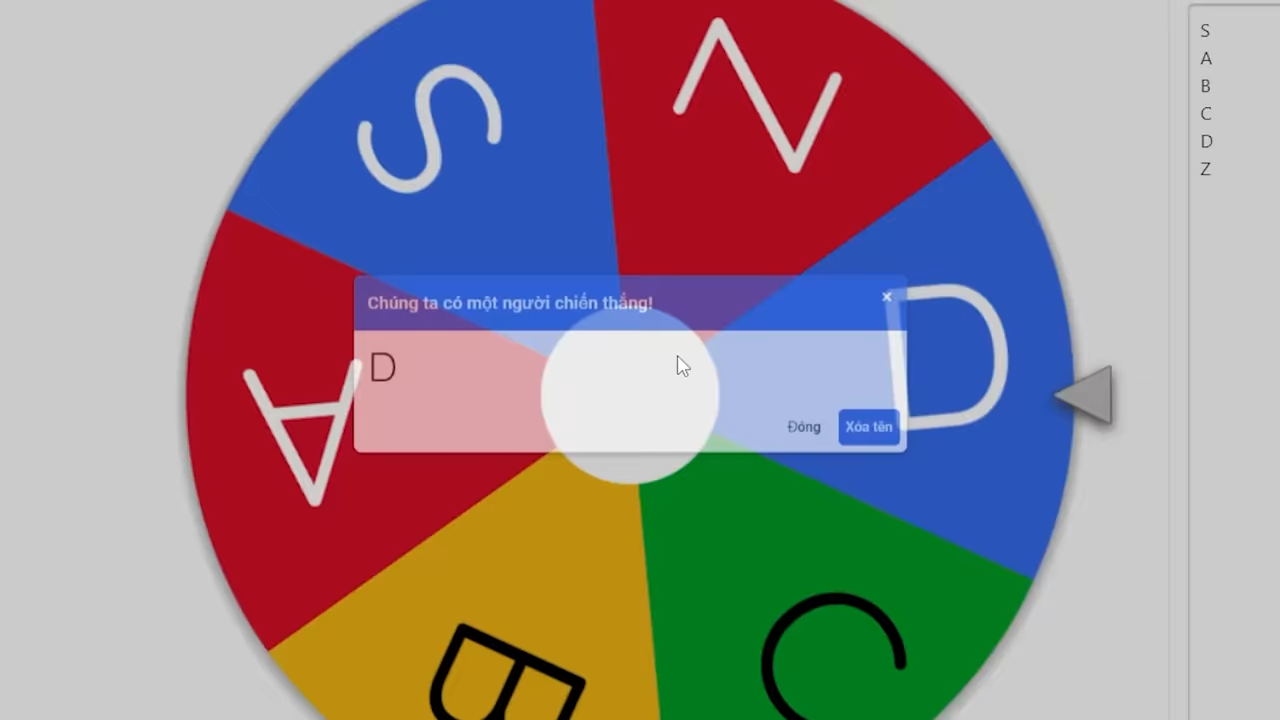 S
Z
S
A
B
C
D
Z
Chúng ta có một người chiến thắng!
×
D
D
A
Đóng
Xóa tên
B
C